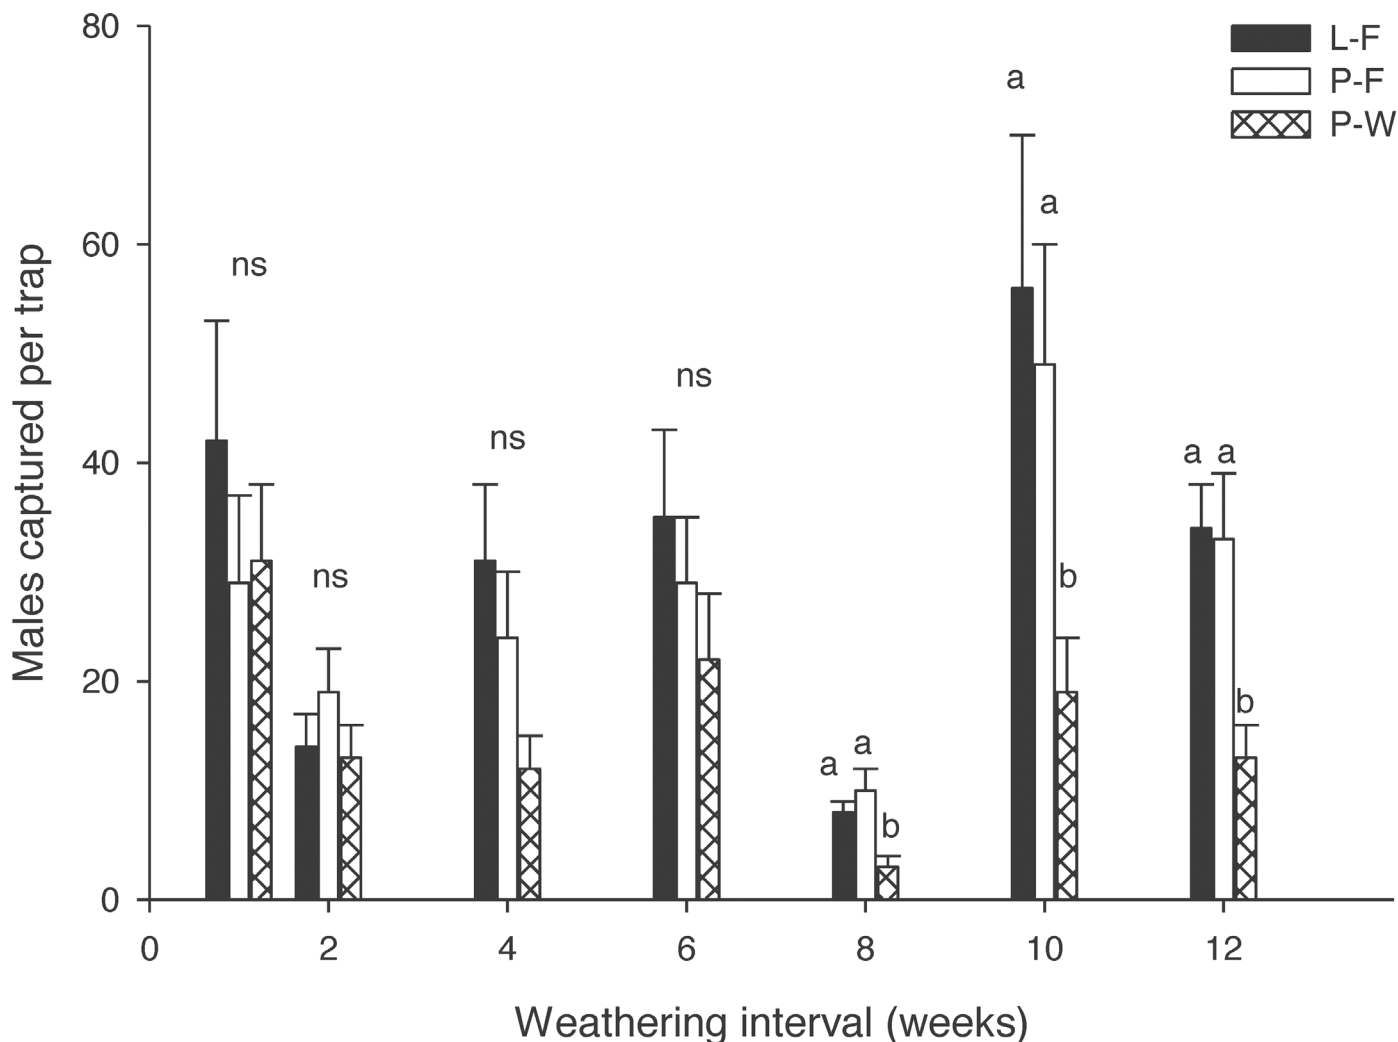 80
60
40
20
0
Males captured per trap
ns
ns
ns
ns
a
a
b
a
a
b
a
a
b
L-F
P-F
P-W
0
2
4
6
8
10
12
Weathering interval (weeks)